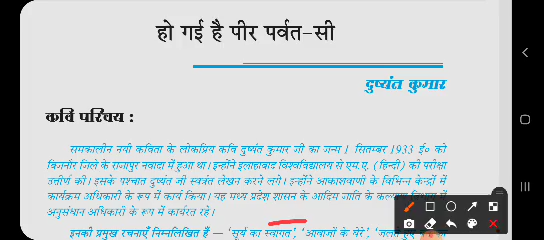 हो गई है पीर पर्वत-सी
दुष्यंत कुमार
कवि परिचय :
समकालीन नयी कविता के लोकप्रिय कवि दुष्यंत कुमार जी का जन्म 1 सितम्बर 1933 ई० को
बिजनौर जिले के राजापुर नवादा में हुआ था। इन्होंने इलाहाबाद विश्वविद्यालय से एम.ए. (हिन्दी) की परीक्षा
उत्तीर्ण की। इसके पश्चात दुष्यंत जी स्वतंत्र लेखन करने लगे। इन्होंने आकाशवाणी के विभिन्न केन्द्रों में
कार्यक्रम अधिकारी के रूप में कार्य किया। यह मध्य प्रदेश शासन के आदिम जाति के
अनुसंधान अधिकारी के रूप में कार्यरत रहे।
इनकी प्रमुख रचनाएँ निम्नलिखित हैं – 'सूर्य का स्वागत', 'आवाजों के घेरे',